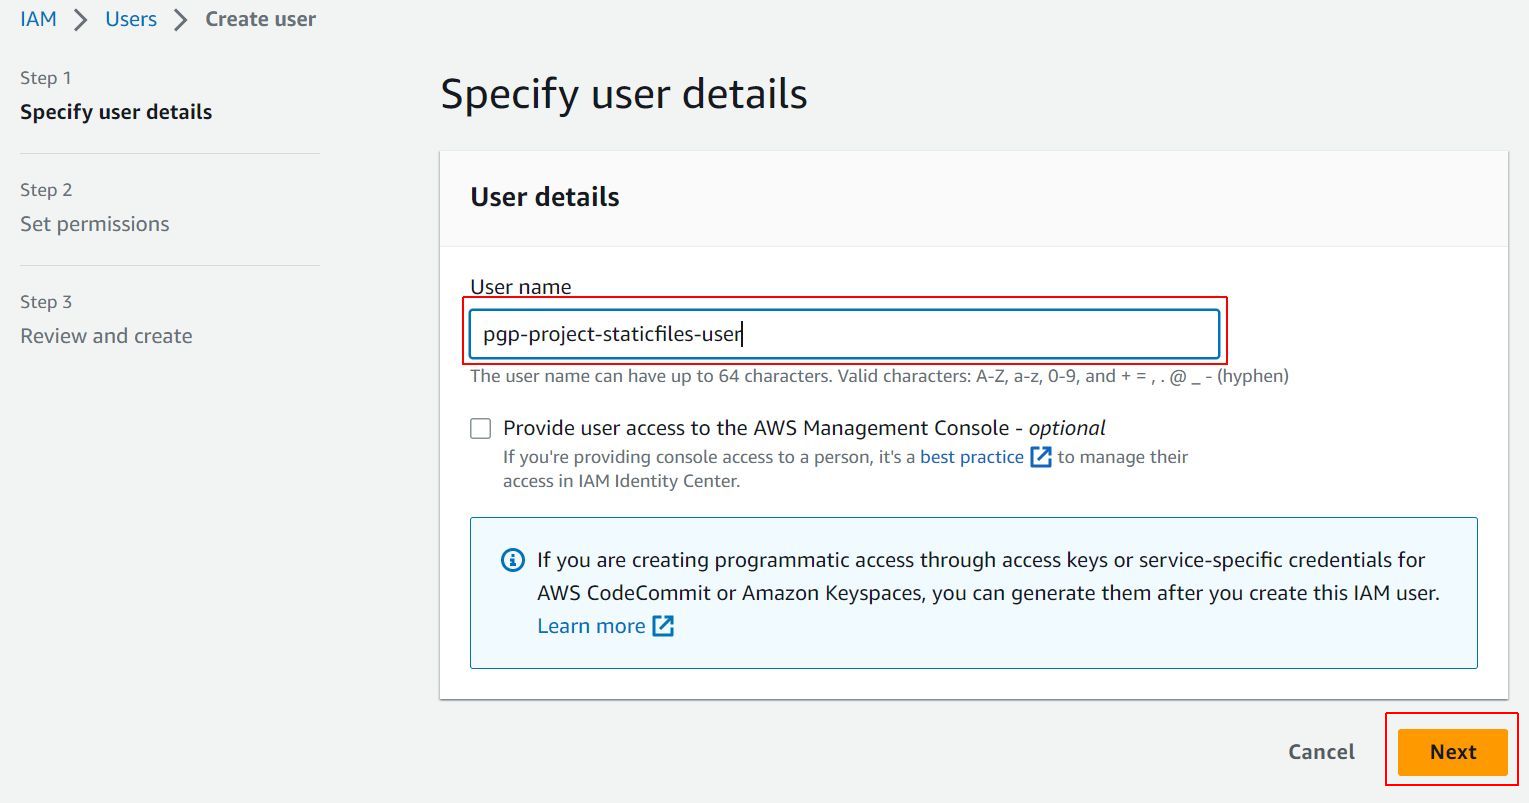 IAM > Users > Create user
Step 1
Specify user details
Step 2
Set permissions
Step 3
Review and create
Specify user details
User details
User name
pgp-project-staticfiles-user
The user name can have up to 64 characters. Valid characters: A-Z, a-z, 0-9, and + = , . @ _ - (hyphen)
Provide user access to the AWS Management Console - optional
If you're providing console access to a person, it's a best practice to manage their
access in IAM Identity Center.
If you are creating programmatic access through access keys or service-specific credentials for
AWS CodeCommit or Amazon Keyspaces, you can generate them after you create this IAM user.
Learn more
Cancel
Next